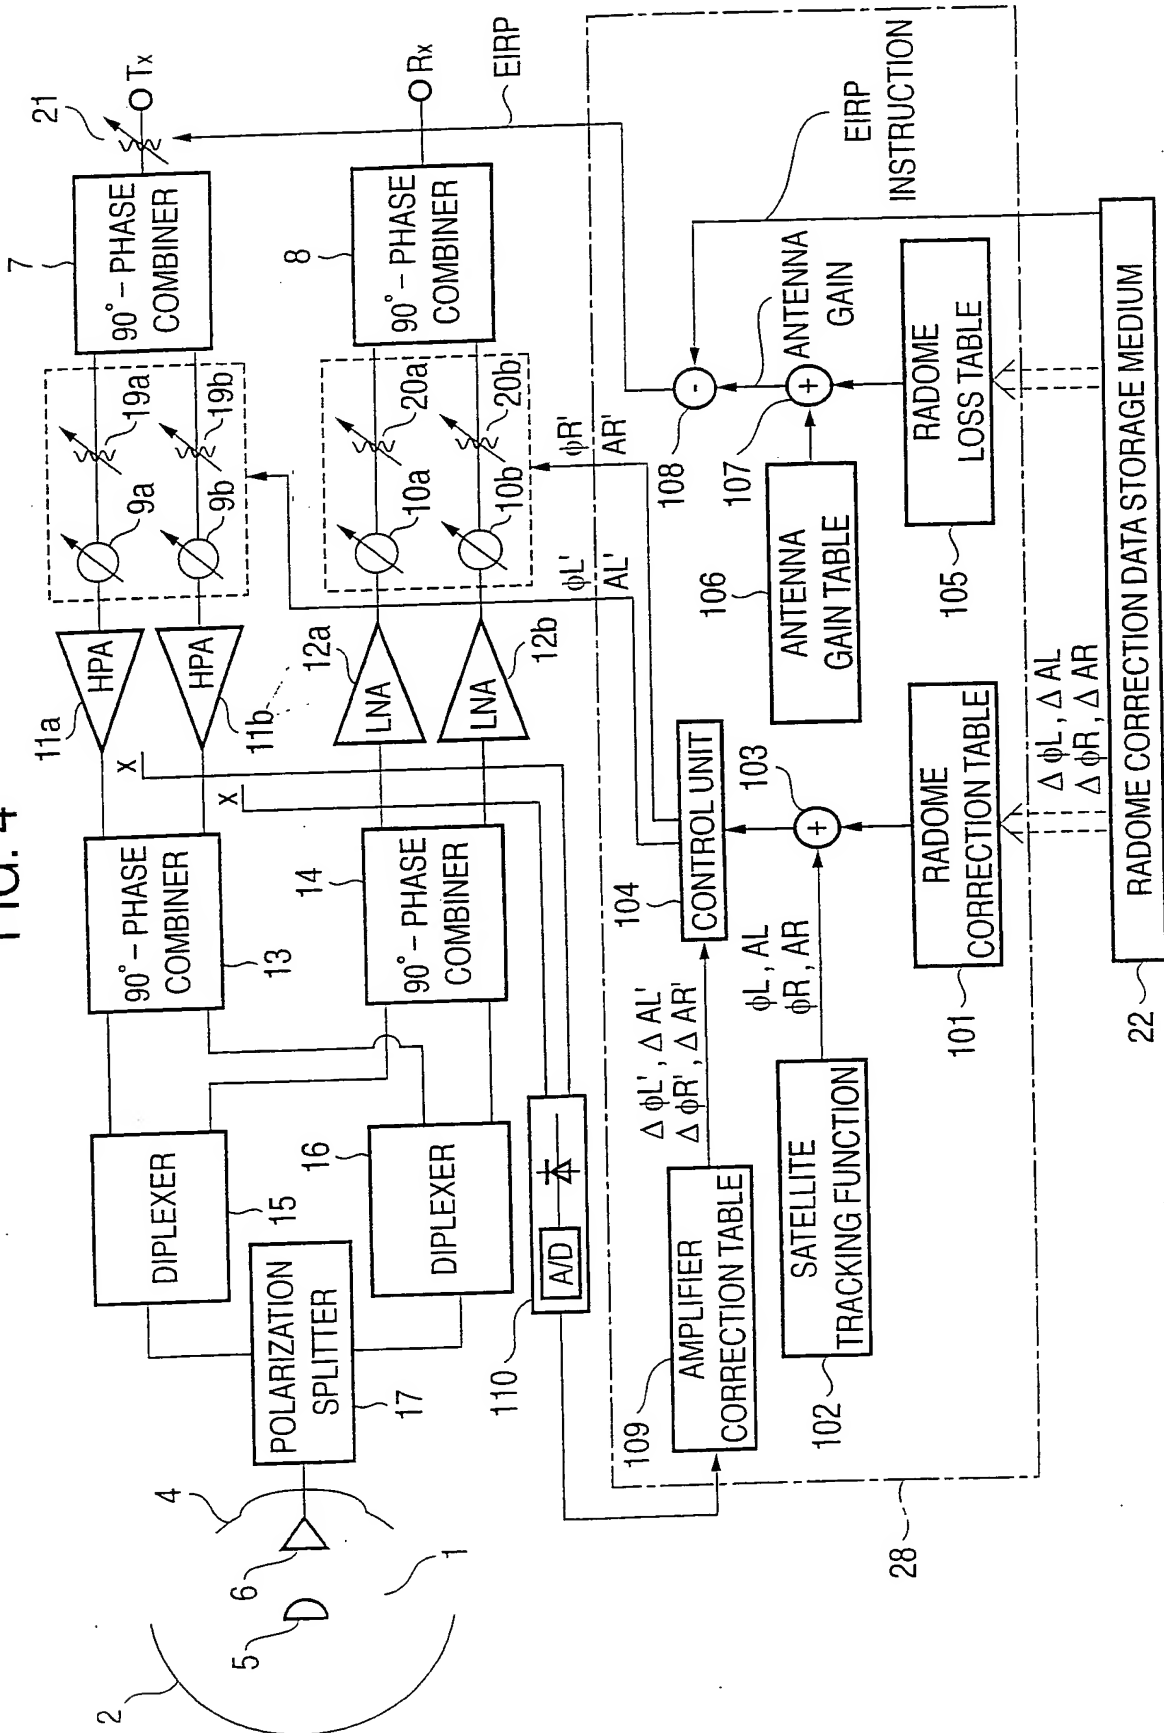 FIG. 4
7
90°-PHASE
COMBINER
21
Tx
19a
9a
19b
9b
HPA
11a
HPA
11b
X
X
90°-PHASE
COMBINER
13
DIPLEXER
15
POLARIZATION
SPLITTER
17
4
6
5
1
2
8
90°-PHASE
COMBINER
Rx
EIRP
20a
10a
20b
10b
LNA
12a
LNA
12b
14
90°-PHASE
COMBINER
16
DIPLEXER
A/D
110
ϕR'
AR'
ϕL'
AL'
EIRP
INSTRUCTION
108
-
ANTENNA
GAIN
107
+
106
ANTENNA
GAIN TABLE
RADOME
LOSS TABLE
105
104
CONTROL UNIT
103
+
Δ ϕL', Δ AL'
Δ ϕR', Δ AR'
ϕL, AL
ϕR, AR
RADOME
CORRECTION TABLE
101
109
AMPLIFIER
CORRECTION TABLE
SATELLITE
TRACKING FUNCTION
102
28
Δ ϕL, Δ AL
Δ ϕR, Δ AR
RADOME CORRECTION DATA STORAGE MEDIUM
22